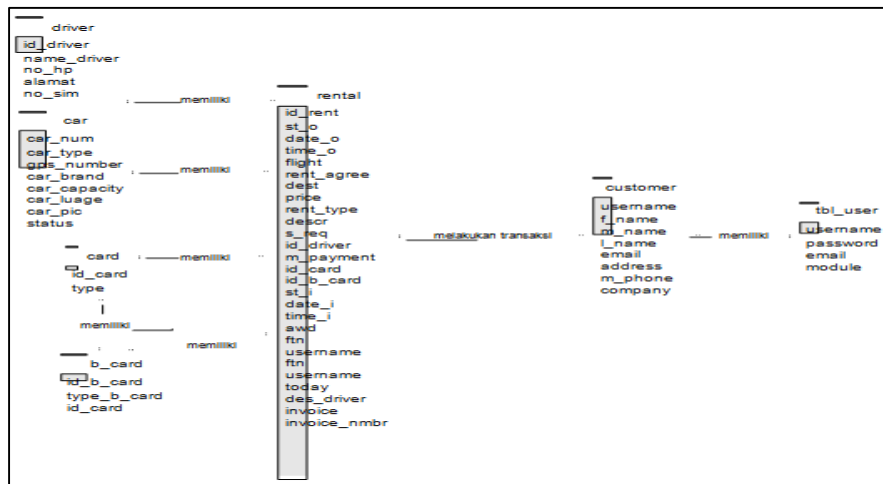 driver
id_driver
name_driver
no_hp
alamat
no_sim
memiliki
car
car_num
car_type
gps_number
car_brand
car_capacity
car_luage
car_pic
status
memiliki
card
id_card
type
memiliki
memiliki
memiliki
b_card
id_b_card
type_b_card
id_card
rental
id_rent
st_o
date_o
time_o
flight
rent_agree
dest
price
rent_type
descr
s_req
id_driver
m_payment
id_card
id_b_card
st_i
date_i
time_i
awd
ftn
username
ftn
username
today
des_driver
invoice
invoice_nmbr
melakukan transaksi
customer
username
f_name
m_name
l_name
email
address
m_phone
company
memiliki
tbl_user
username
password
email
module